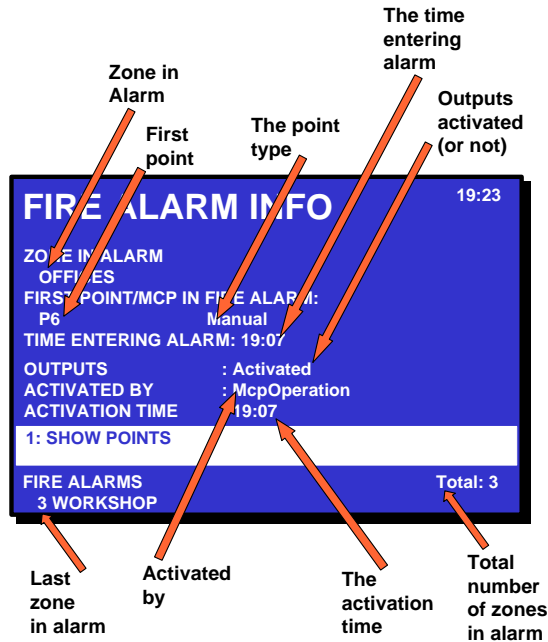 The time
entering
alarm
Zone in
Alarm
Outputs
activated
(or not)
First
point
The point
type
FIRE ALARM INFO 19:23
ZONE IN ALARM
OFFICES
FIRST POINT/MCP IN FIRE ALARM:
P6 Manual
TIME ENTERING ALARM: 19:07
OUTPUTS : Activated
ACTIVATED BY : McpOperation
ACTIVATION TIME : 19:07
1: SHOW POINTS
FIRE ALARMS Total: 3
3 WORKSHOP
Last
zone
in alarm
Activated
by
The
activation
time
Total
number
of zones
in alarm